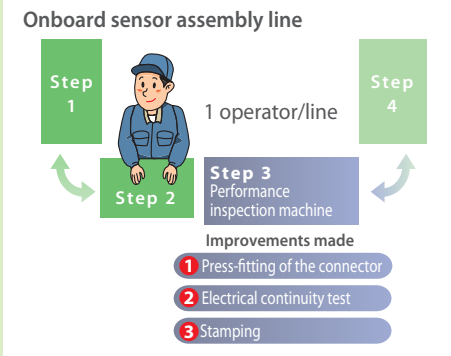 Onboard sensor assembly line
Step
1
Step
4
1 operator/line
Step 2
Step 3
Performance
inspection machine
Improvements made
1 Press-fitting of the connector
2 Electrical continuity test
3 Stamping